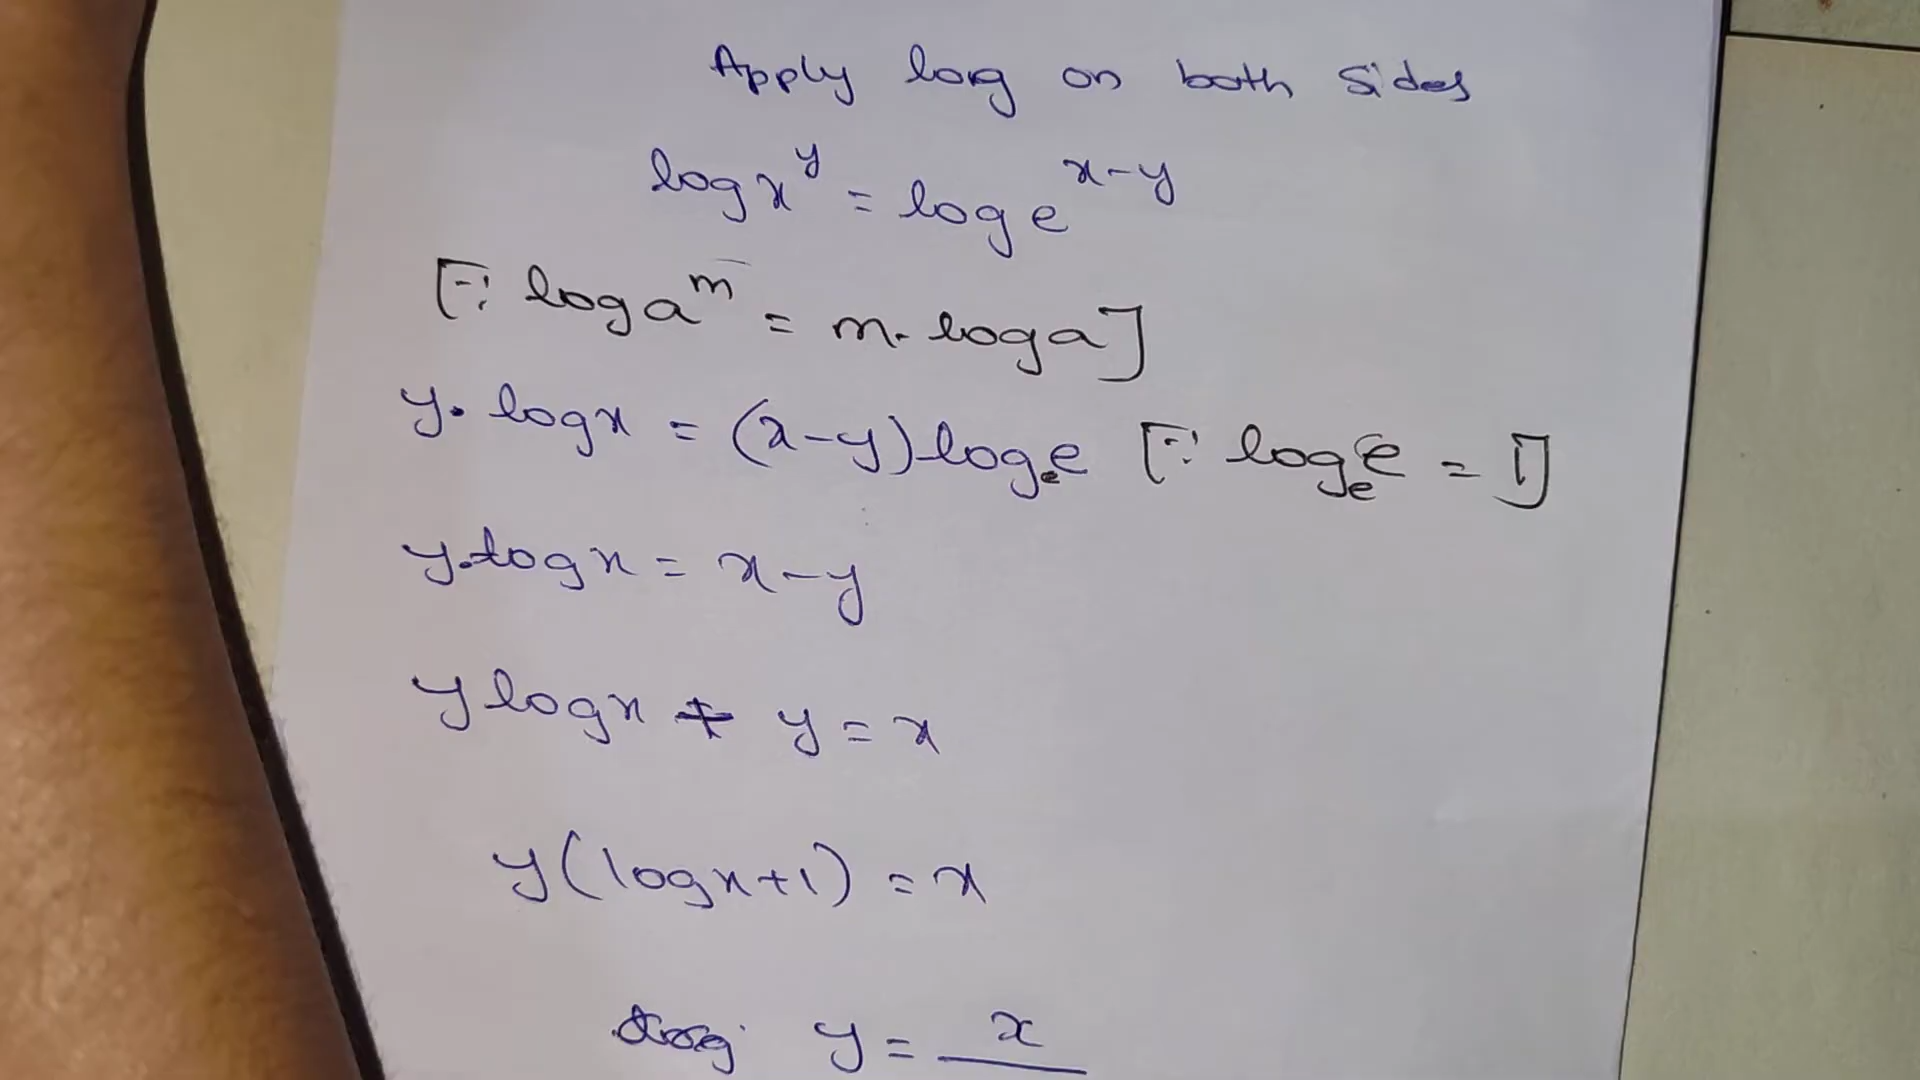 Apply log on both sides
log x^y = log e^(x-y)
[∵ log a^m = m. log a]
y. log x = (x-y) log_e e [∵ log_e e = 1]
y. log x = x-y
y log x + y = x
y (log x + 1) = x
y = x